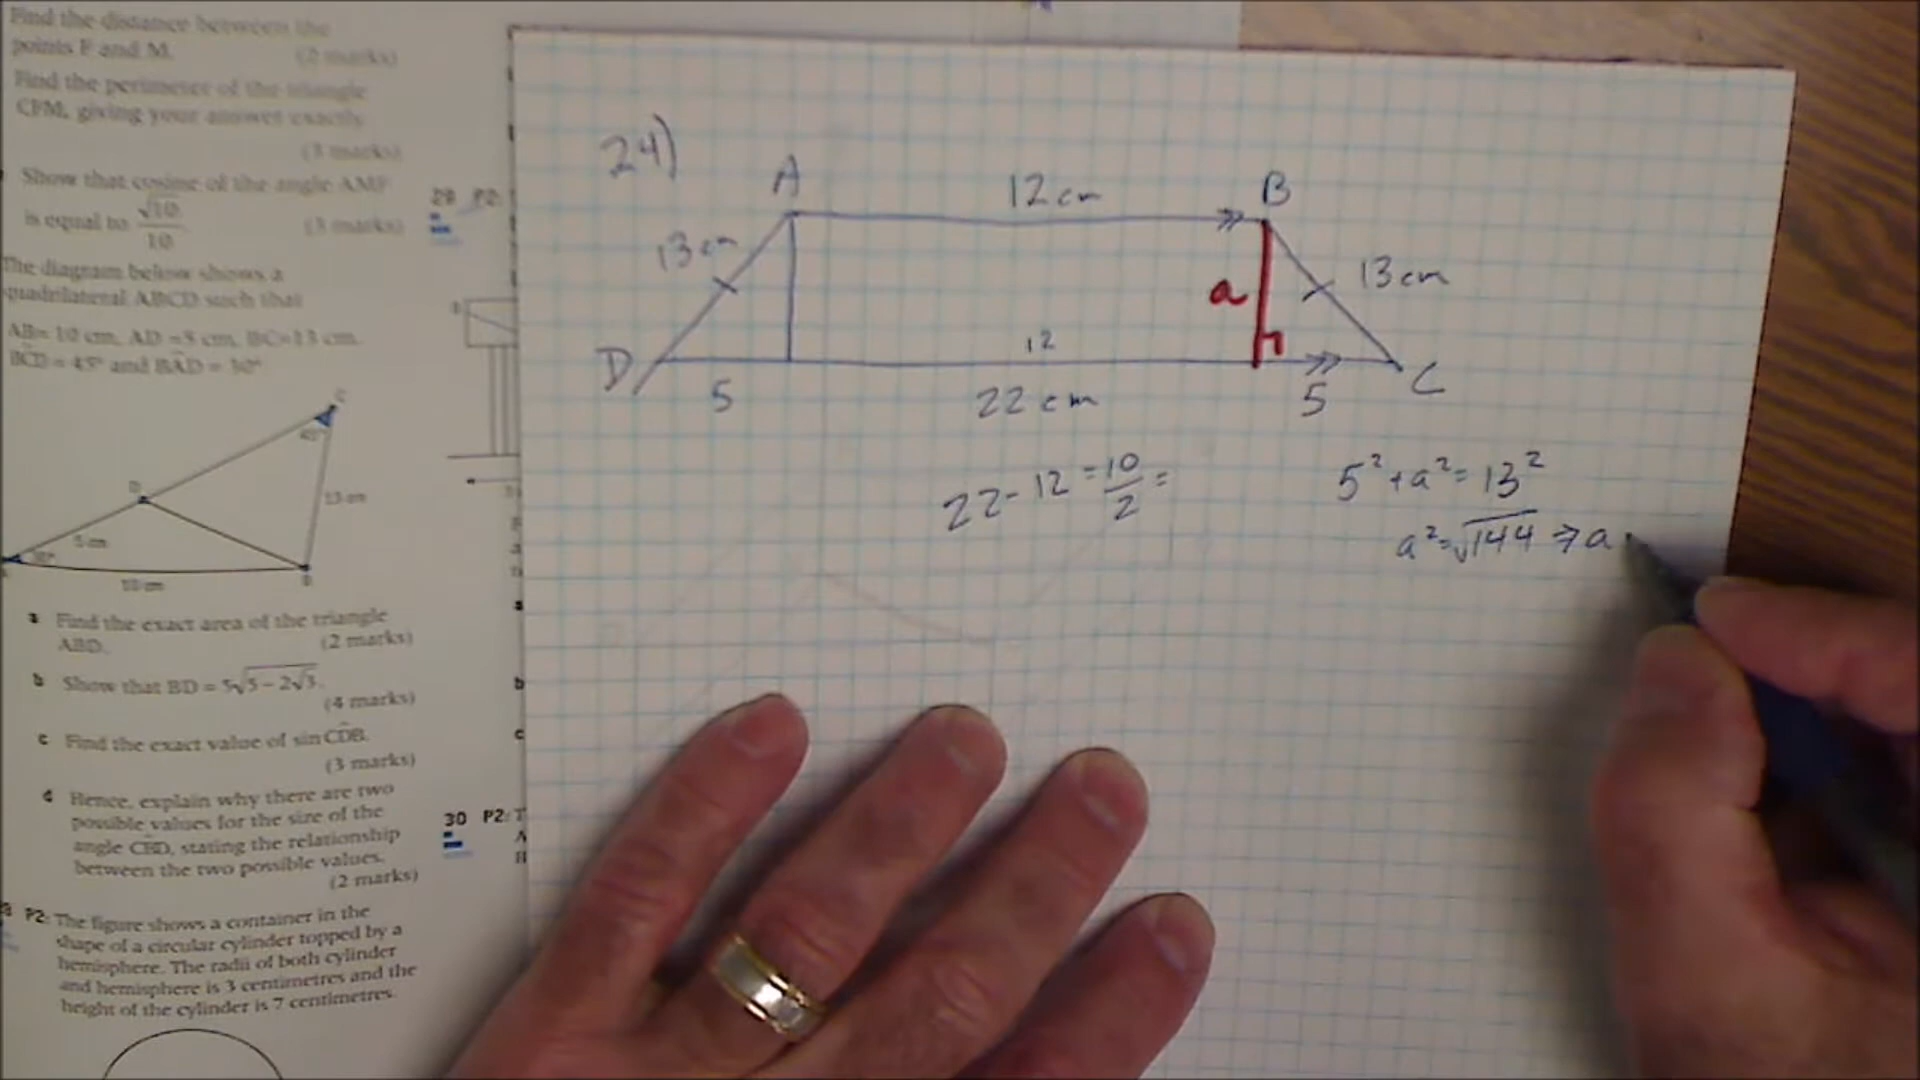 Find the distance between the
points F and M.
(2 marks)
Find the perimeter of the triangle
CFM, giving your answer exactly
(3 marks)
Show that cosine of the angle AMF
is equal to √10/10
(3 marks)
The diagram below shows a
quadrilateral ABCD such that
AB= 10 cm, AD =5 cm, BC=13 cm.
BĈD = 45° and BÂD = 30°
C
45°
D
13 cm
5 cm
30°
10 cm
B
a Find the exact area of the triangle
ABD.
(2 marks)
b Show that BD = 5√5 − 2√3.
(4 marks)
c Find the exact value of sin CD̂B.
(3 marks)
d Hence, explain why there are two
possible values for the size of the
angle CB̂D, stating the relationship
between the two possible values.
(2 marks)
P2: The figure shows a container in the
shape of a circular cylinder topped by a
hemisphere. The radii of both cylinder
and hemisphere is 3 centimetres and the
height of the cylinder is 7 centimetres.
29 P2:
a
b
c
30 P2: T
A
24)
A
12 cm
B
13 cm
a
13 cm
D
12
C
5
22 cm
5
22 - 12 = 10/2 =
5² + a² = 13²
a² = √144 ⇒ a